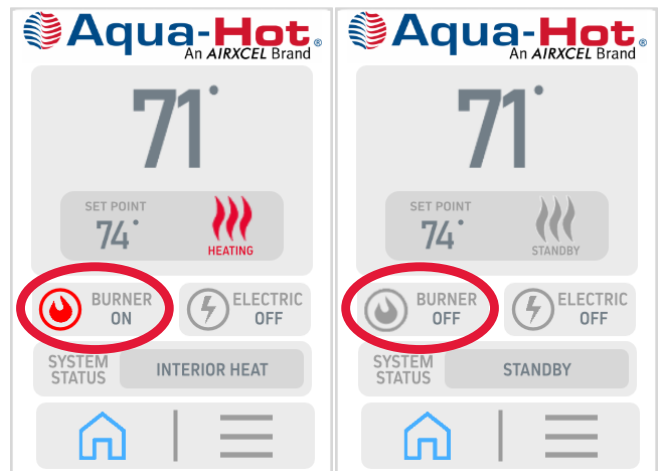 Aqua-Hot®
An AIRXCEL Brand
71°
SET POINT
74°
HEATING
BURNER
ON
ELECTRIC
OFF
SYSTEM
STATUS
INTERIOR HEAT
Aqua-Hot®
An AIRXCEL Brand
71°
SET POINT
74°
STANDBY
BURNER
OFF
ELECTRIC
OFF
SYSTEM
STATUS
STANDBY